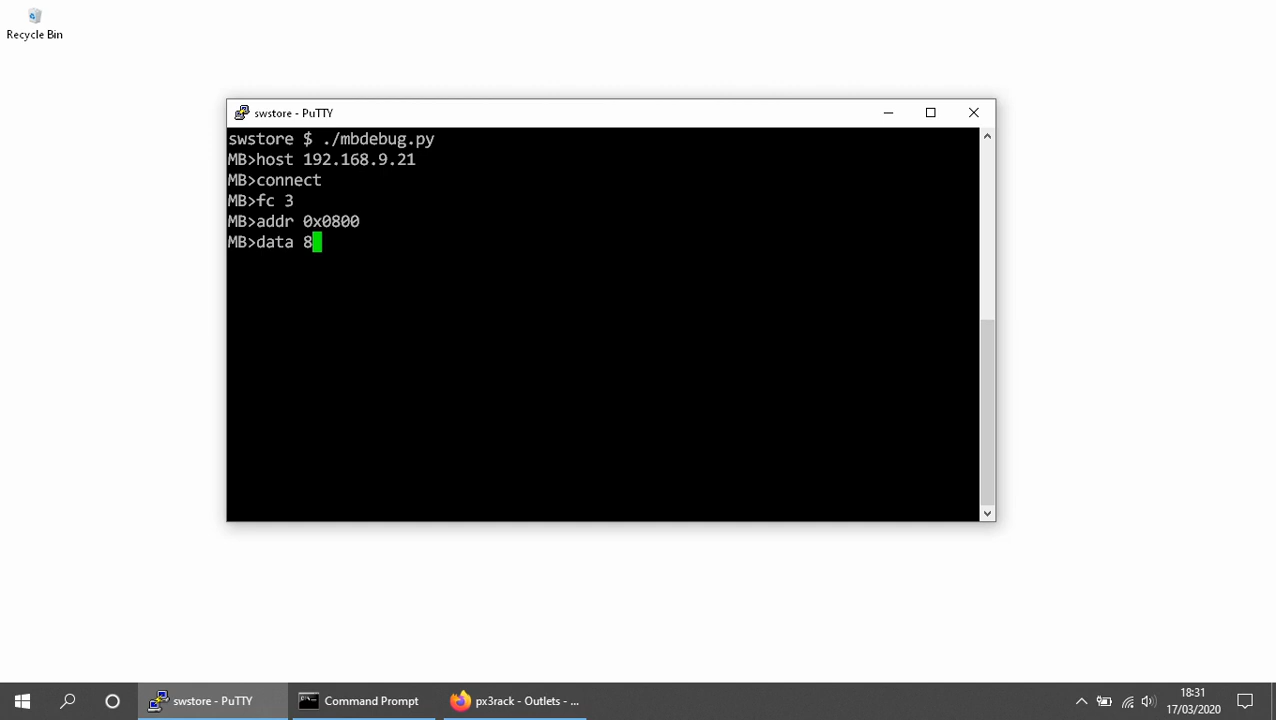 Recycle Bin
swstore - PuTTY
swstore $ ./mbdebug.py
MB>host 192.168.9.21
MB>connect
MB>fc 3
MB>addr 0x0800
MB>data 8
swstore - PuTTY
Command Prompt
px3rack - Outlets - ...
18:31
17/03/2020